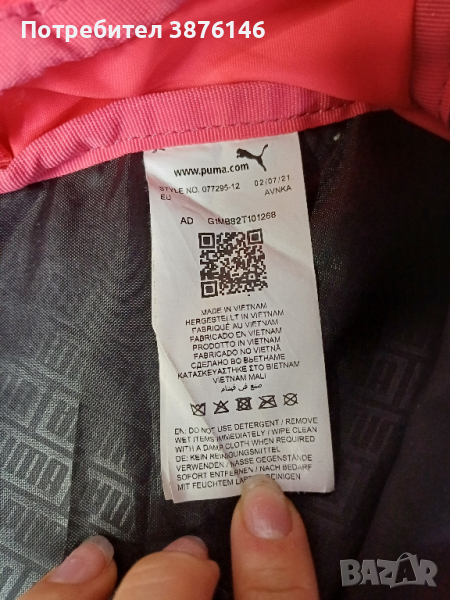 Потребител 3876146
www.puma.com
STYLE NO. 077295-12 02/07/21
EU AVNKA
AD G1MB82T101268
MADE IN VIETNAM
HERGESTELLT IN VIETNAM
FABRIQUÉ AU VIETNAM
FABRICADO EN VIETNAM
PRODOTTO IN VIETNAM
FABRICADO NO VIETNÃ
СДЕЛАНО ВО ВЬЕТНАМЕ
ΚΑΤΑΣΚΕΥΑΣΤΗΚΕ ΣΤΟ ΒΙΕΤΝΑΜ
VIETNAM MALI
صنع في فيتنام
EN: DO NOT USE DETERGENT / REMOVE
WET ITEMS IMMEDIATELY / WIPE CLEAN
WITH A DAMP CLOTH WHEN REQUIRED
DE: KEIN REINIGUNGSMITTEL
VERWENDEN / NASSE GEGENSTÄNDE
SOFORT ENTFERNEN / NACH BEDARF
MIT FEUCHTEM
BAZAR